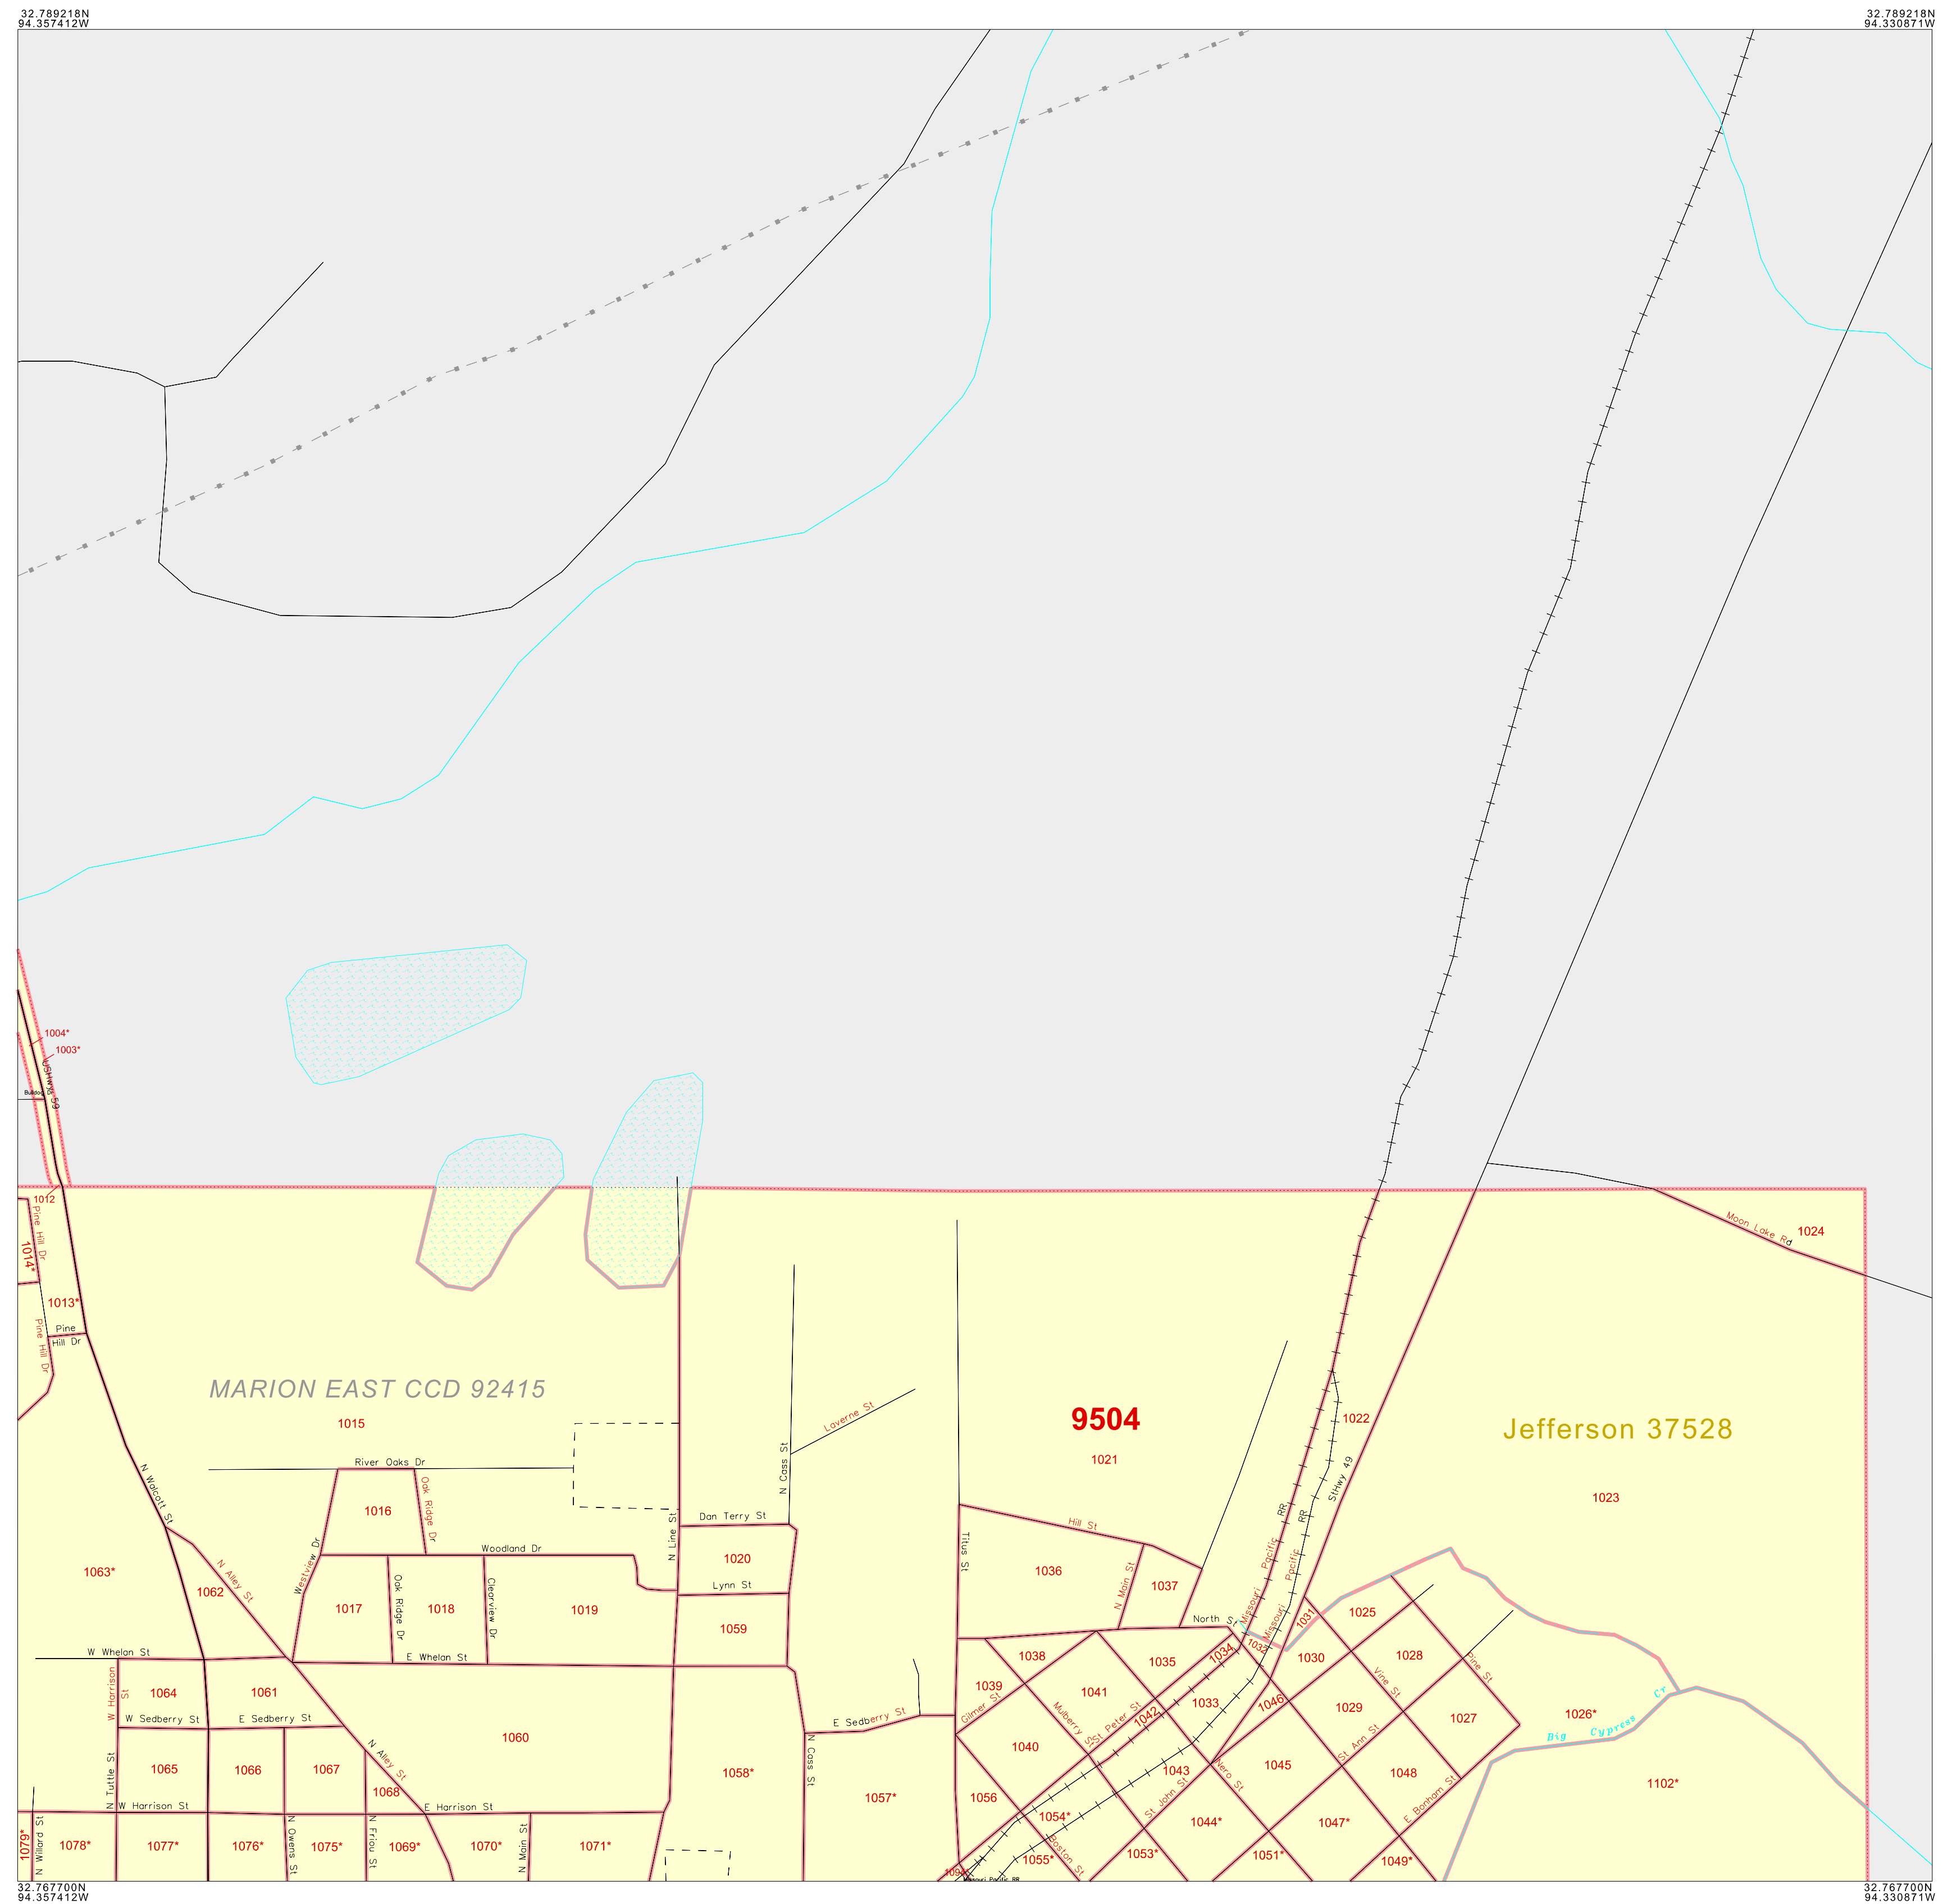 32.789218N
94.357412W
32.789218N
94.330871W
1004*
1003*
USHwy 59
Bulldog
1012
Pine Hill Dr
1014*
1013*
Pine
Hill Dr
Pine Hill Dr
Moon Lake Rd
1024
MARION EAST CCD 92415
9504
Jefferson 37528
1015
1021
1022
1023
Laverne St
N Cass St
StHwy 49
River Oaks Dr
N Walcott St
1016
Oak Ridge Dr
Dan Terry St
N Line St
Hill St
Titus St
Missouri Pacific RR
Missouri Pacific RR
Woodland Dr
Westview Dr
1020
1063*
N Alley St
1062
1036
1037
N Main St
Lynn St
1017
Oak Ridge Dr
1018
Clearview Dr
1019
1059
North St
1031
1025
1032
W Whelan St
E Whelan St
1038
1034
1035
1030
1028
Pine St
W Harrison St
1064
1061
1039
1041
1033
1046
Vine St
1029
1027
1026*
Big Cypress Cr
W Sedberry St
E Sedberry St
E Sedberry St
Gilmer St
Mulberry St
St Peter St
1042
1060
N Alley St
N Cass St
1040
St Ann St
N Tuttle St
1065
1066
1067
1068
1058*
1043
Nero St
1045
1048
1102*
1057*
1056
St John St
E Bonham St
W Harrison St
E Harrison St
1054*
1044*
1047*
1079*
N Willard St
1078*
1077*
1076*
N Owens St
1075*
N Friou St
1069*
1070*
N Main St
1071*
Boston St
1055*
1053*
1051*
1049*
Missouri Pacific RR
32.767700N
94.357412W
32.767700N
94.330871W